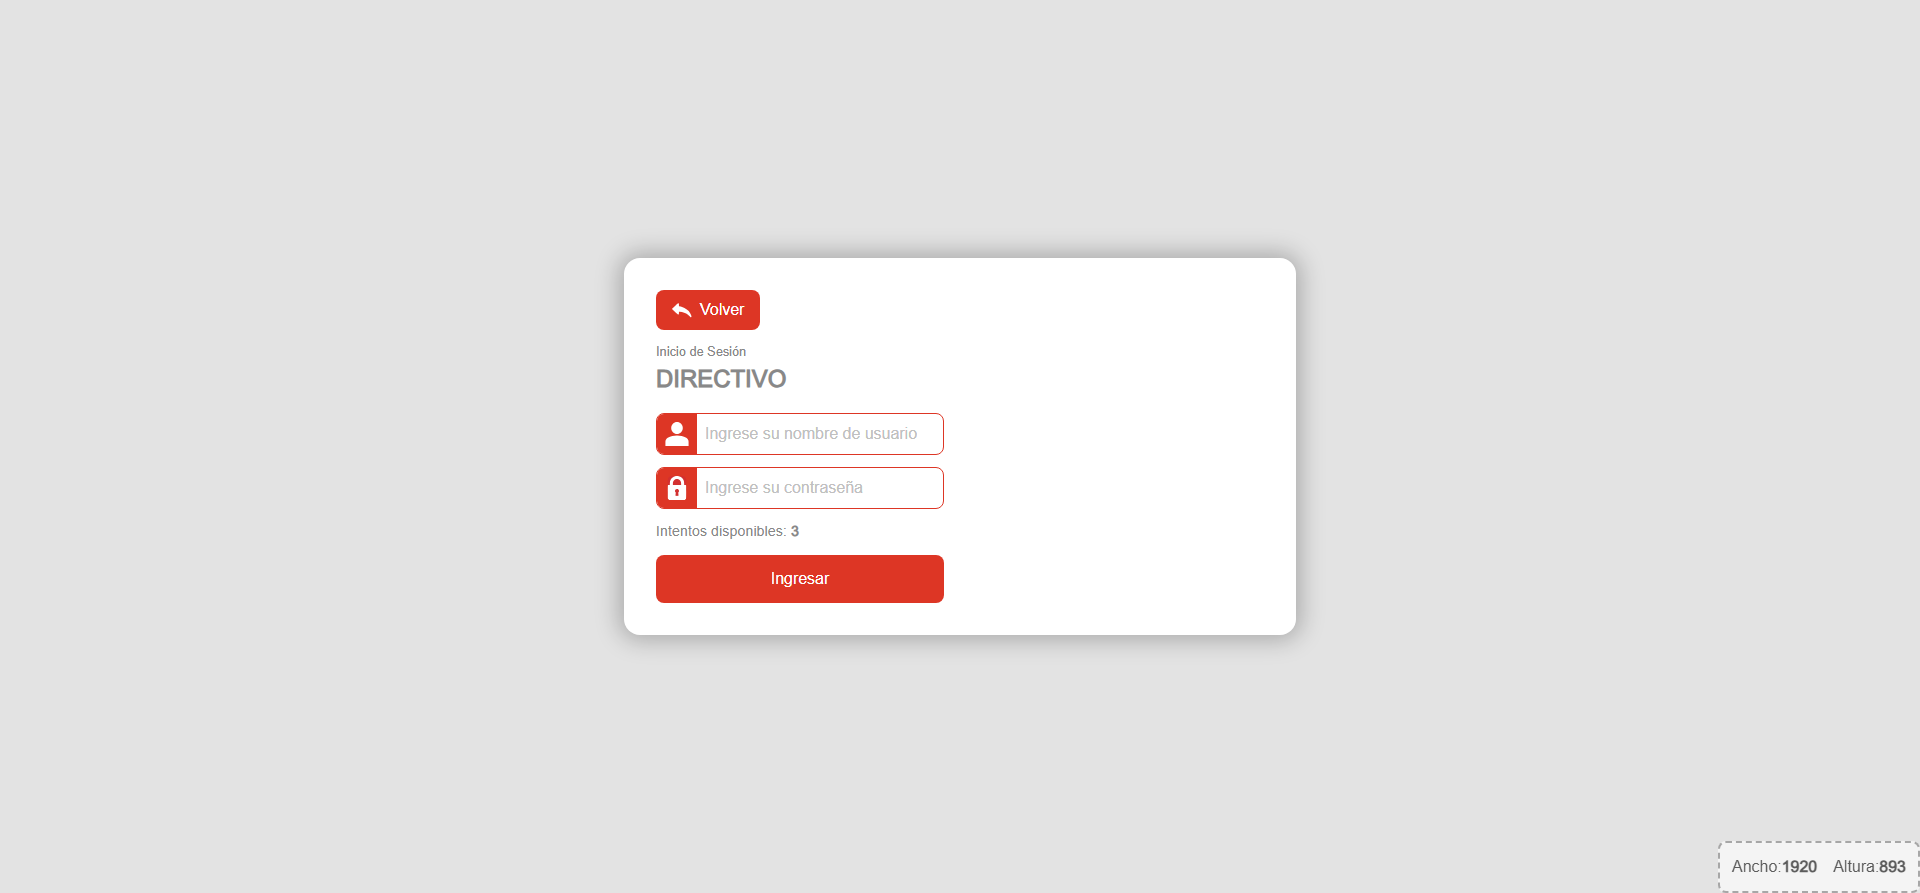 Volver
Inicio de Sesión
DIRECTIVO
Ingrese su nombre de usuario
Ingrese su contraseña
Intentos disponibles: 3
Ingresar
Ancho:1920 Altura:893